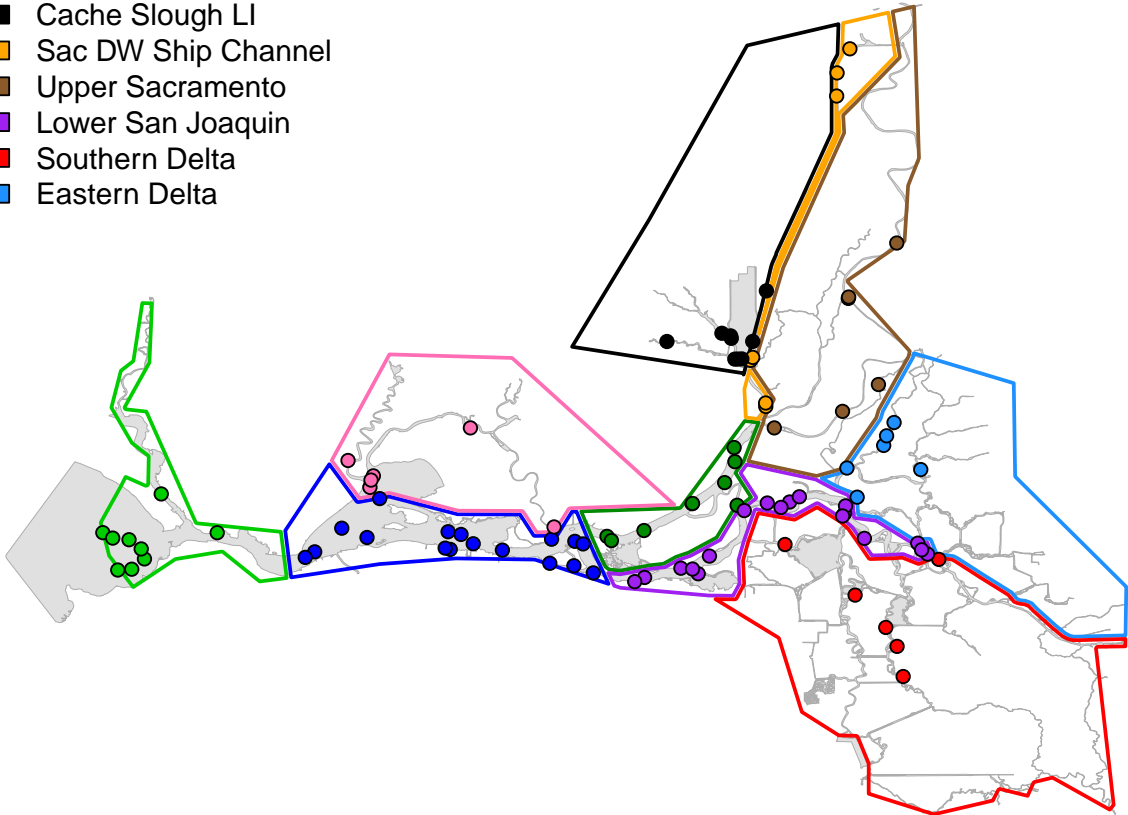 Cache Slough LI
Sac DW Ship Channel
Upper Sacramento
Lower San Joaquin
Southern Delta
Eastern Delta